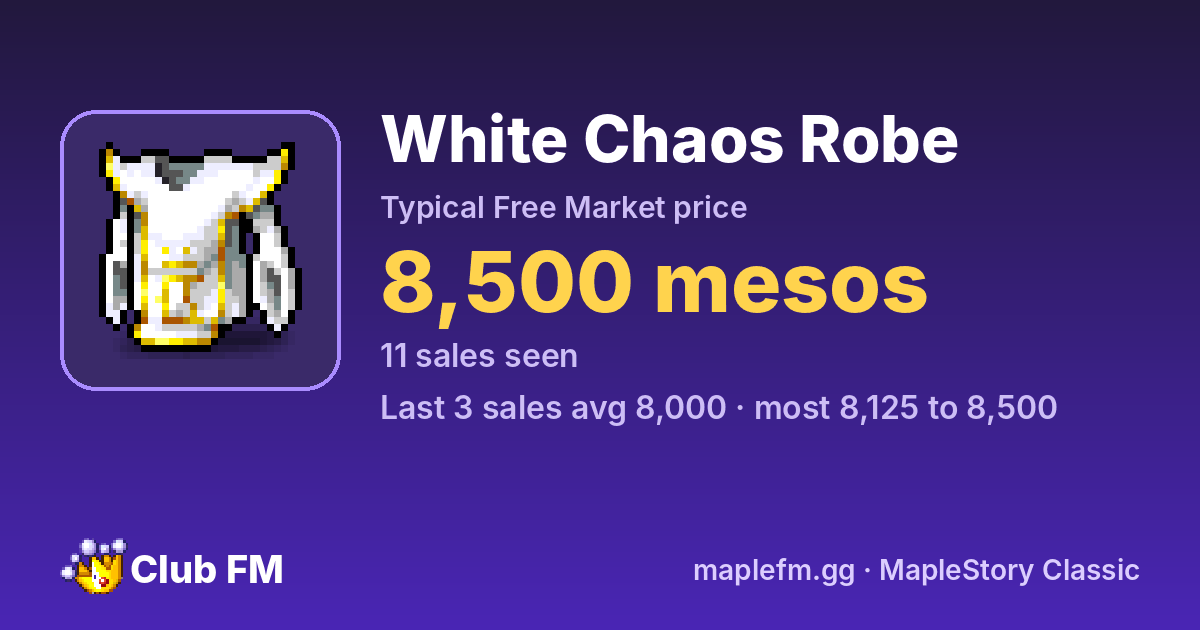 White Chaos Robe
Typical Free Market price
8,500 mesos
11 sales seen
Last 3 sales avg 8,000 · most 8,125 to 8,500
Club FM
maplefm.gg · MapleStory Classic